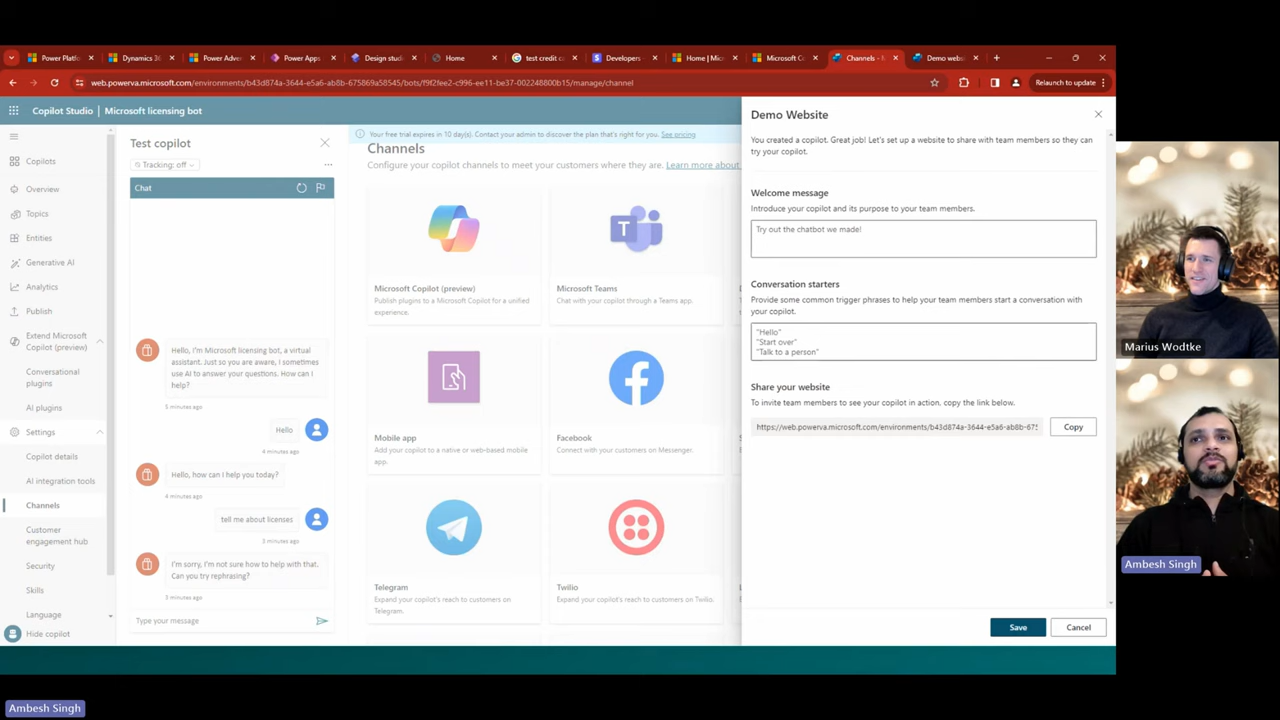 Power Platfo
Dynamics 36
Power Adver
Power Apps
Design studi
Home
test credit ca
Developers
Home | Micr
Microsoft Co
Channels -
Demo webs
web.powerva.microsoft.com/environments/b43d874a-3644-e5a6-ab8b-675869a58545/bots/f9f2fee2-c996-ee11-be37-002248800b15/manage/channel
Relaunch to update
Copilot Studio | Microsoft licensing bot
Copilots
Overview
Topics
Entities
Generative AI
Analytics
Publish
Extend Microsoft
Copilot (preview)
Conversational
plugins
AI plugins
Settings
Copilot details
AI integration tools
Channels
Customer
engagement hub
Security
Skills
Language
Hide copilot
Test copilot
Tracking: off
Chat
Hello, I'm Microsoft licensing bot, a virtual
assistant. Just so you are aware, I sometimes
use AI to answer your questions. How can I
help?
5 minutes ago
Hello
4 minutes ago
Hello, how can I help you today?
4 minutes ago
tell me about licenses
3 minutes ago
I'm sorry, I'm not sure how to help with that.
Can you try rephrasing?
3 minutes ago
Type your message
Your free trial expires in 10 day(s). Contact your admin to discover the plan that's right for you. See pricing
Channels
Configure your copilot channels to meet your customers where they are. Learn more about
Microsoft Copilot (preview)
Publish plugins to a Microsoft Copilot for a unified
experience.
Microsoft Teams
Chat with your copilot through a Teams app.
Mobile app
Add your copilot to a native or web-based mobile
app.
Facebook
Connect with your customers on Messenger.
Telegram
Expand your copilot's reach to customers on
Telegram.
Twilio
Expand your copilot's reach to customers on Twilio.
Demo Website
You created a copilot. Great job! Let's set up a website to share with team members so they can
try your copilot.
Welcome message
Introduce your copilot and its purpose to your team members.
Try out the chatbot we made!
Conversation starters
Provide some common trigger phrases to help your team members start a conversation with
your copilot.
"Hello"
"Start over"
"Talk to a person"
Share your website
To invite team members to see your copilot in action, copy the link below.
https://web.powerva.microsoft.com/environments/b43d874a-3644-e5a6-ab8b-675
Copy
Save
Cancel
Marius Wodtke
Ambesh Singh
Ambesh Singh